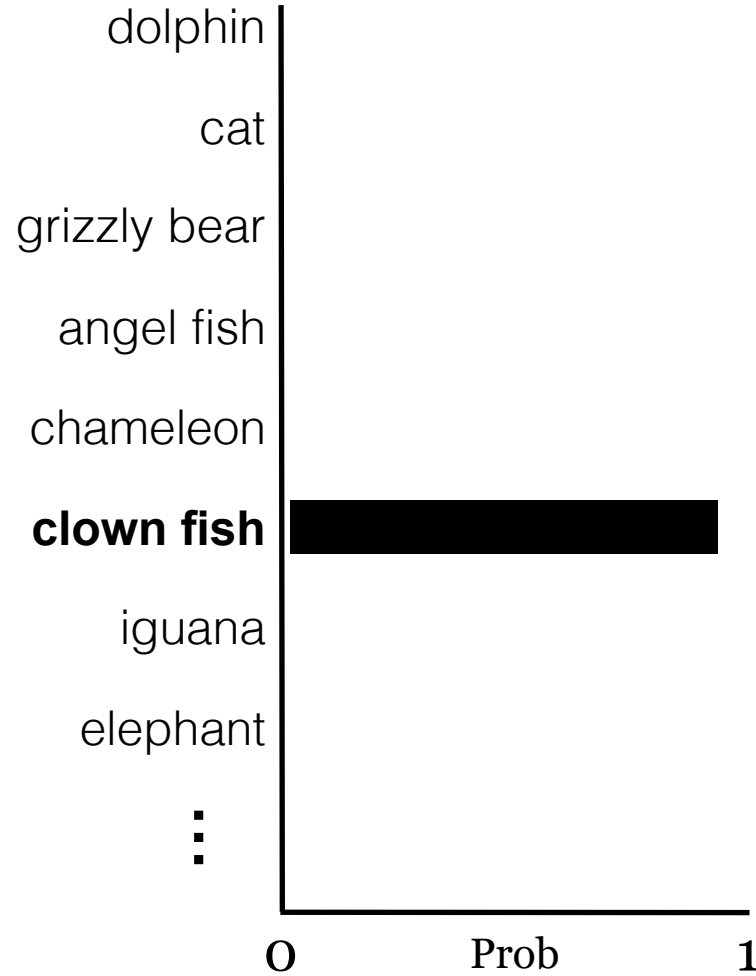 dolphin
cat
grizzly bear
angel fish
chameleon
clown fish
iguana
elephant
⋮
0 Prob 1